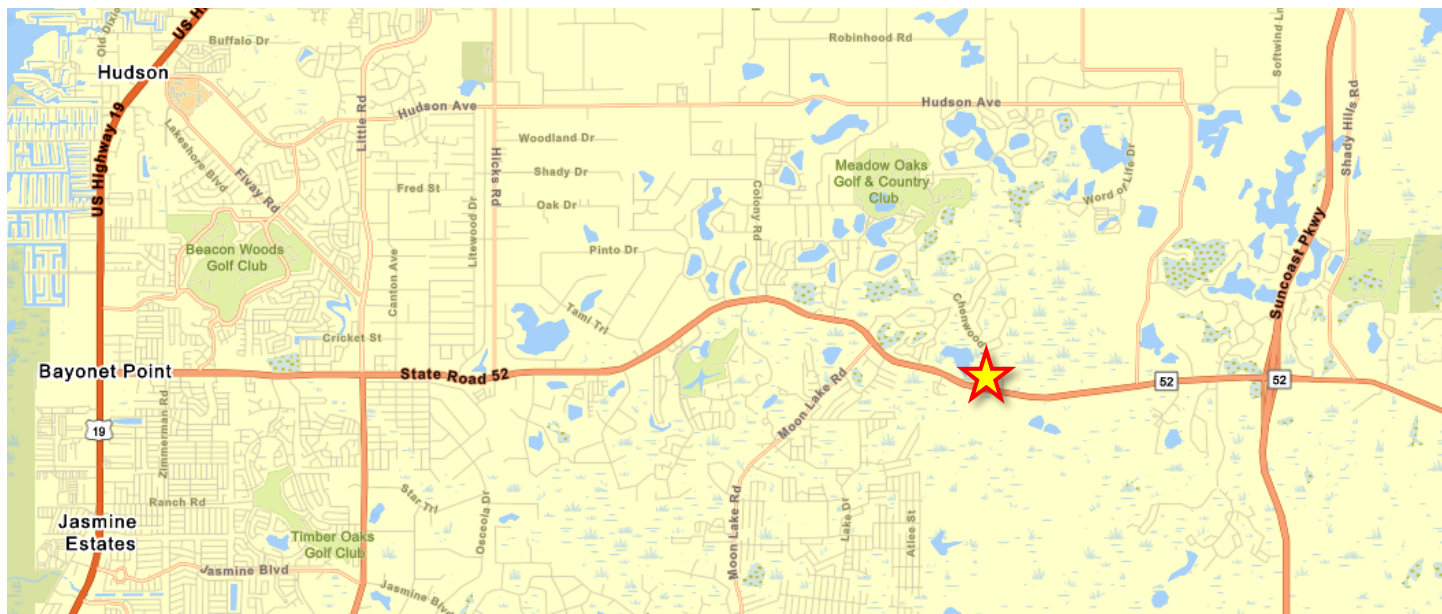 Old Dixie
US Hi
Buffalo Dr
Hudson
Robinhood Rd
Softwind Ln
Hudson Ave
Hudson Ave
Little Rd
US Highway 19
Lakeshore Blvd
Fivay Rd
Woodland Dr
Shady Dr
Hicks Rd
Fred St
Oak Dr
Litewood Dr
Pinto Dr
Colony Rd
Meadow Oaks
Golf & Country
Club
Word of Life Dr
Shady Hills Rd
Suncoast Pkwy
Beacon Woods
Golf Club
Canton Ave
Taml Trl
Cricket St
Chenwood
Bayonet Point
State Road 52
52
52
Moon Lake Rd
19
Zimmerman Rd
Ranch Rd
Star Trl
Osceola Dr
Moon Lake Rd
Lake Dr
Atlee St
Jasmine
Estates
Timber Oaks
Golf Club
Jasmine Blvd
Jasmine Blvd